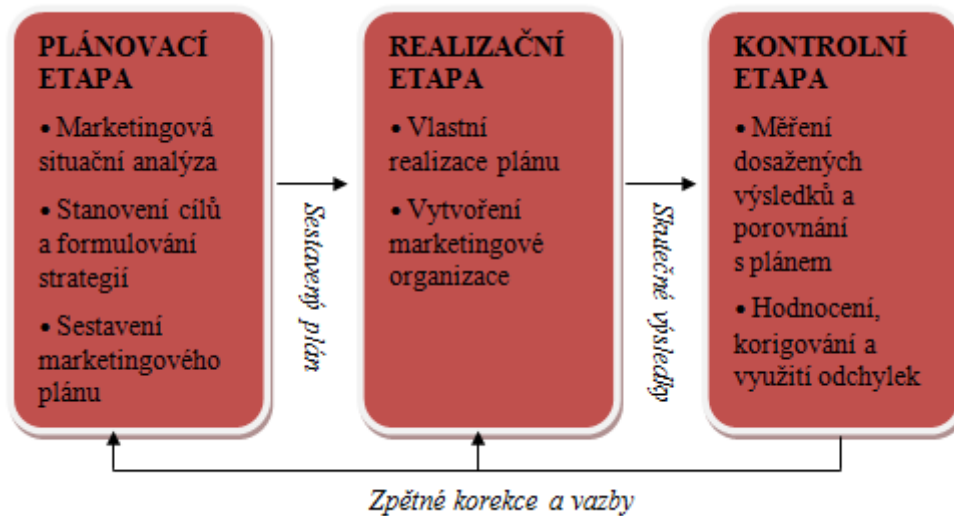 PLÁNOVACÍ
ETAPA
• Marketingová
situační analýza
• Stanovení cílů
a formulování
strategií
• Sestavení
marketingového
plánu
Sestavený plán
REALIZAČNÍ
ETAPA
• Vlastní
realizace plánu
• Vytvoření
marketingové
organizace
Skutečné výsledky
KONTROLNÍ
ETAPA
• Měření
dosažených
výsledků a
porovnání
s plánem
• Hodnocení,
korigování a
využití odchylek
Zpětné korekce a vazby